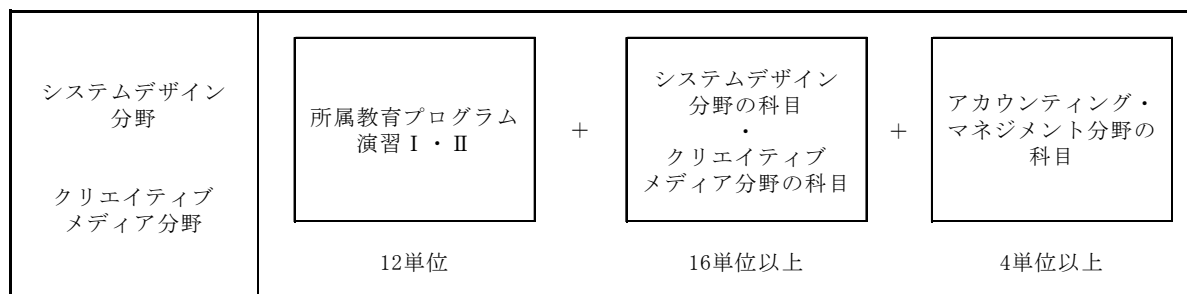 システムデザイン
分野
クリエイティブ
メディア分野
所属教育プログラム
演習Ⅰ・Ⅱ
12単位
+
システムデザイン
分野の科目
・
クリエイティブ
メディア分野の科目
16単位以上
+
アカウンティング・
マネジメント分野の
科目
4単位以上